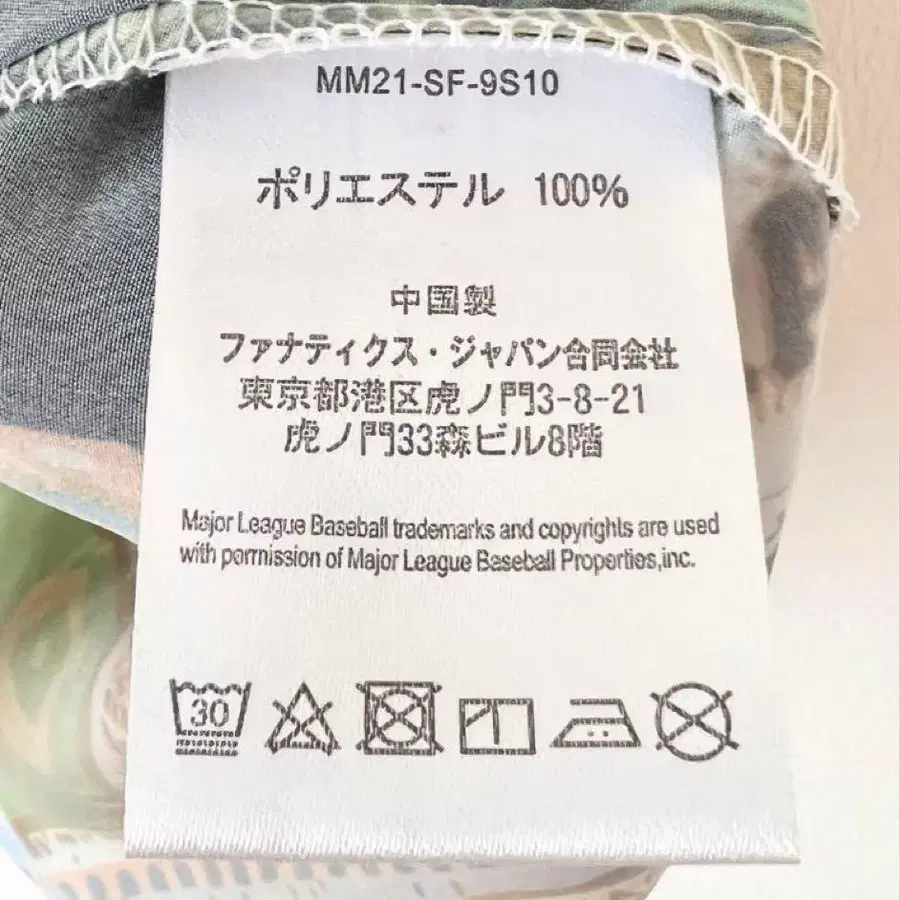 MM21-SF-9S10
ポリエステル 100%
中国製
ファナティクス・ジャパン合同会社
東京都港区虎ノ門3-8-21
虎ノ門33森ビル8階
Major League Baseball trademarks and copyrights are used
with permission of Major League Baseball Properties,inc.
30